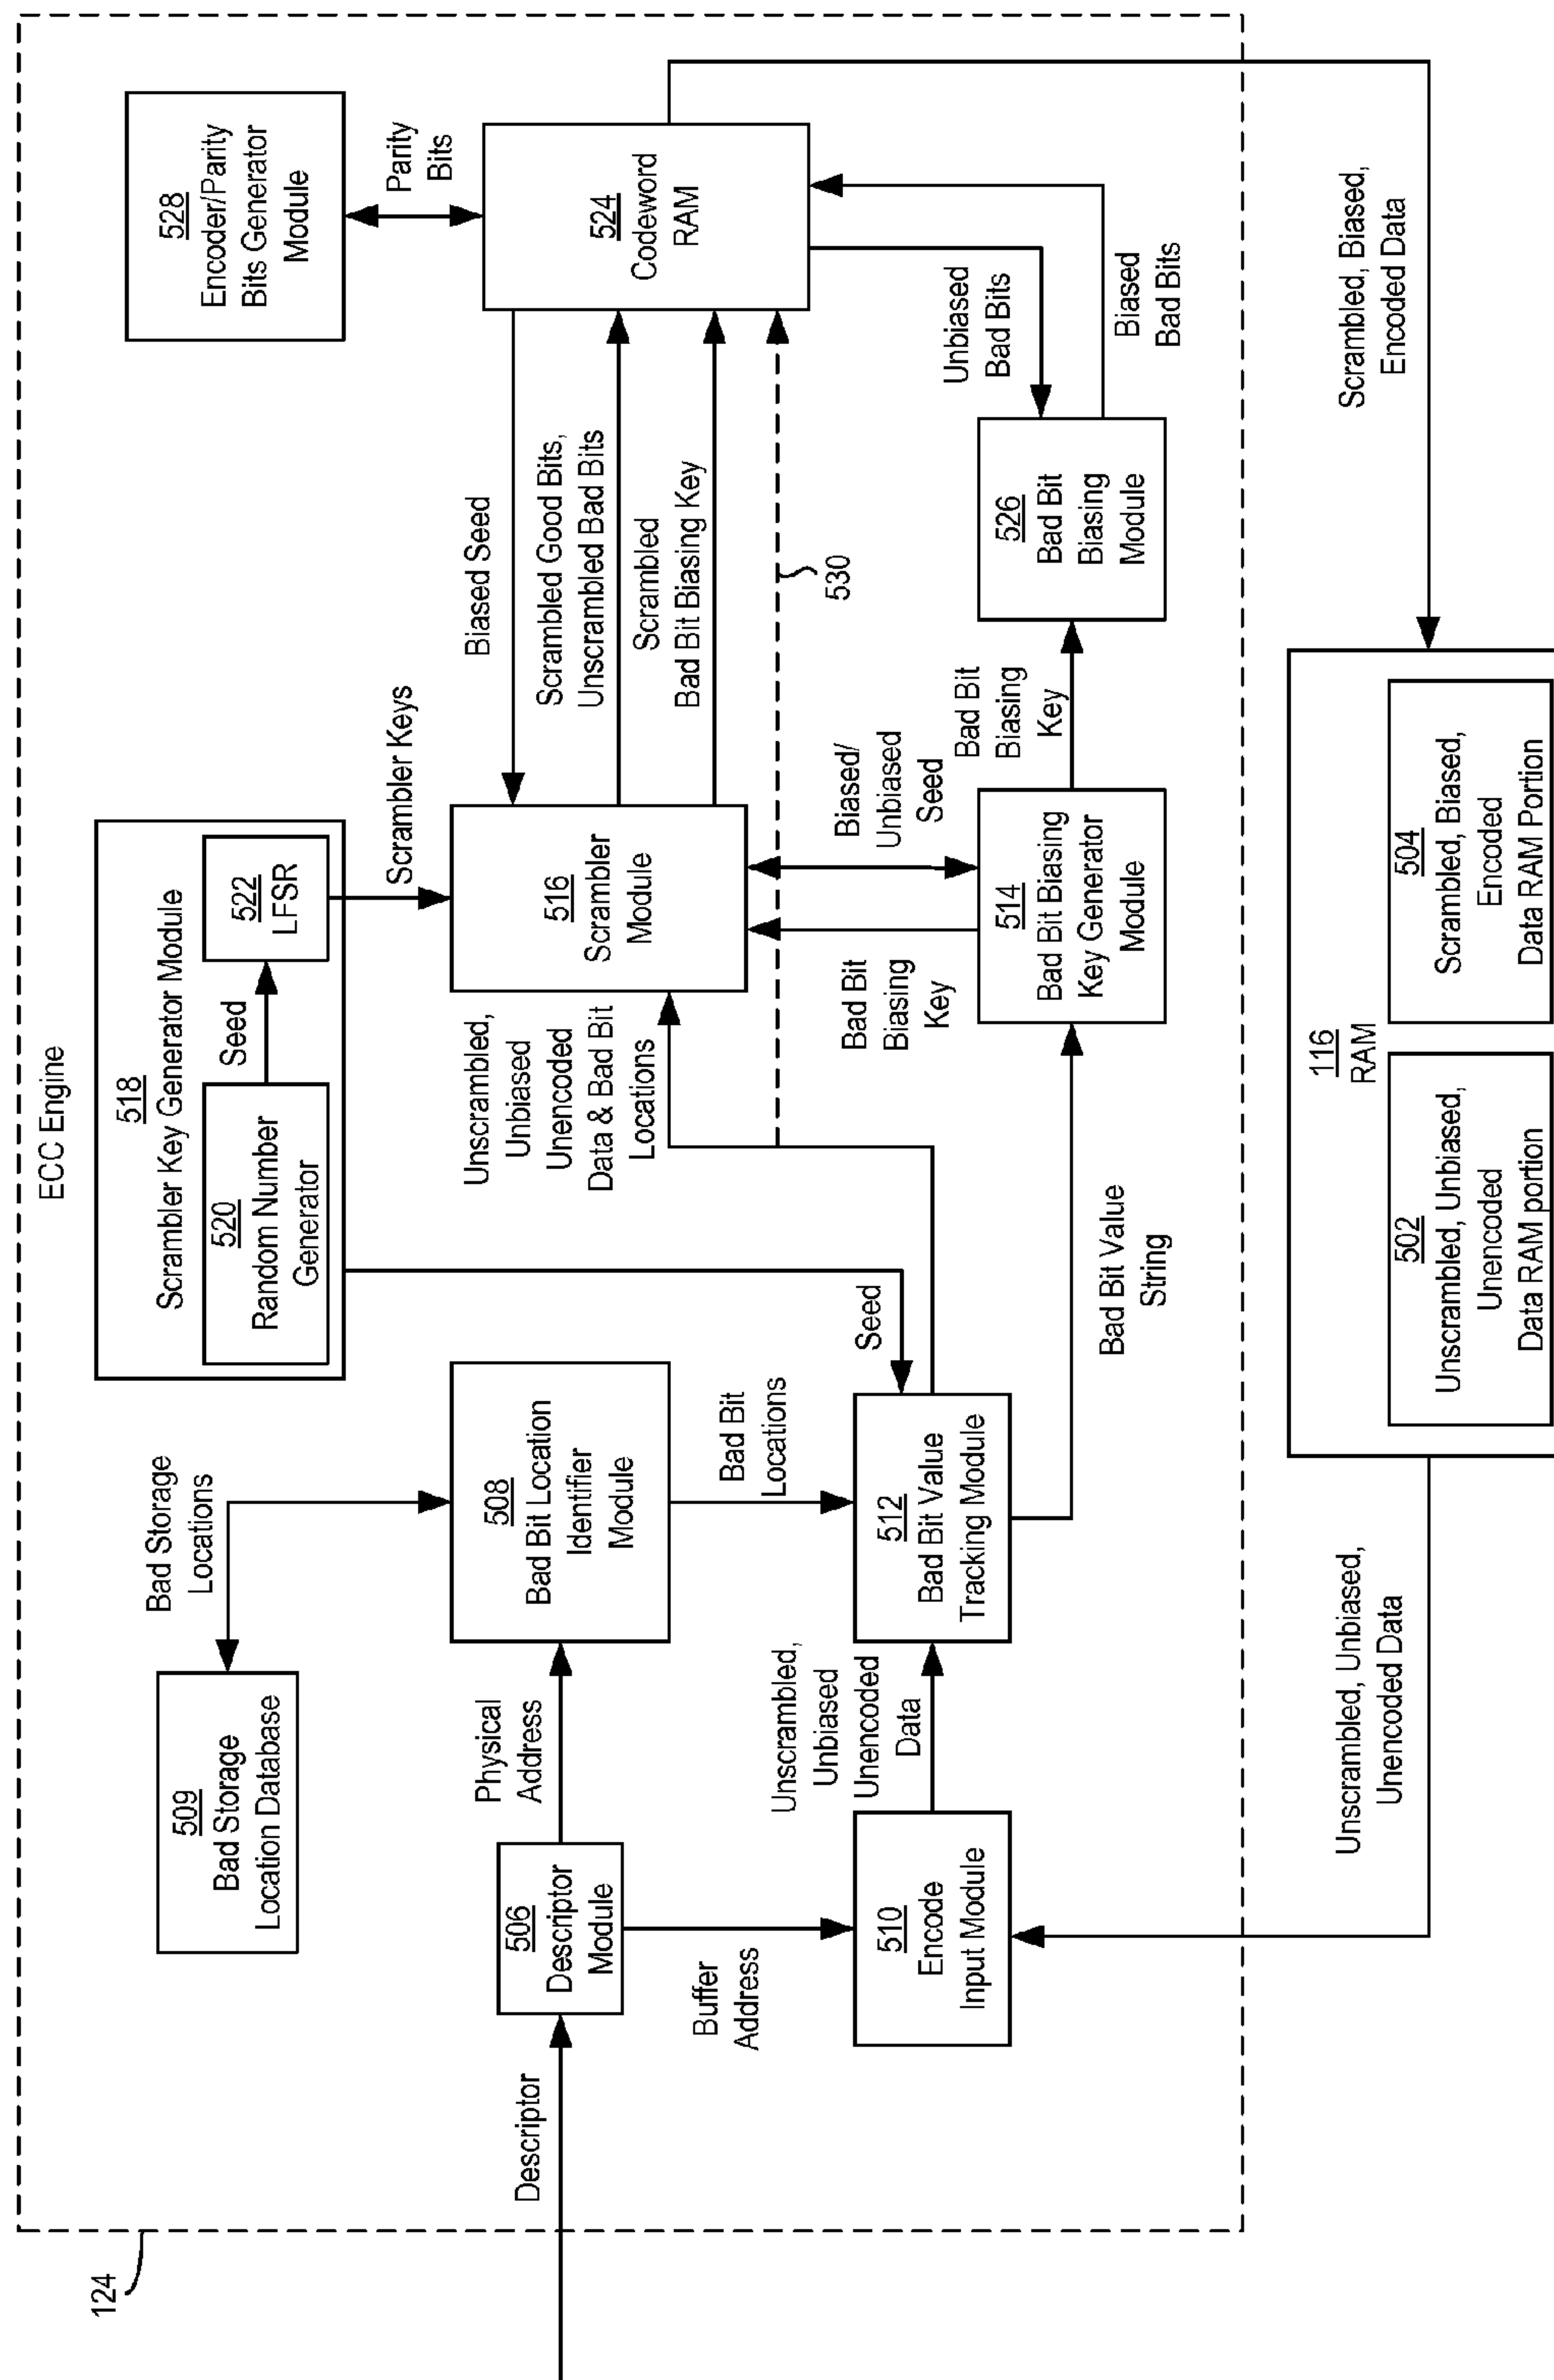 124
ECC Engine
509
Bad Storage
Location Database
Bad Storage
Locations
518
Scrambler Key Generator Module
520
Random Number
Generator
Seed
522
LFSR
528
Encoder/Parity
Bits Generator
Module
Parity
Bits
Scrambler Keys
Descriptor
506
Descriptor
Module
Physical
Address
508
Bad Bit Location
Identifier
Module
Seed
Unscrambled,
Unbiased
Unencoded
Data & Bad Bit
Locations
516
Scrambler
Module
Biased Seed
Scrambled Good Bits,
Unscrambled Bad Bits
Scrambled
Bad Bit Biasing Key
530
524
Codeword
RAM
Buffer
Address
Bad Bit
Locations
Bad Bit
Biasing
Key
Biased/
Unbiased
Seed
510
Encode
Input Module
Unscrambled,
Unbiased
Unencoded
Data
512
Bad Bit Value
Tracking Module
Bad Bit Value
String
514
Bad Bit Biasing
Key Generator
Module
Bad Bit
Biasing
Key
526
Bad Bit
Biasing
Module
Unbiased
Bad Bits
Biased
Bad Bits
Unscrambled, Unbiased,
Unencoded Data
116
RAM
502
Unscrambled, Unbiased,
Unencoded
Data RAM portion
504
Scrambled, Biased,
Encoded
Data RAM Portion
Scrambled, Biased,
Encoded Data